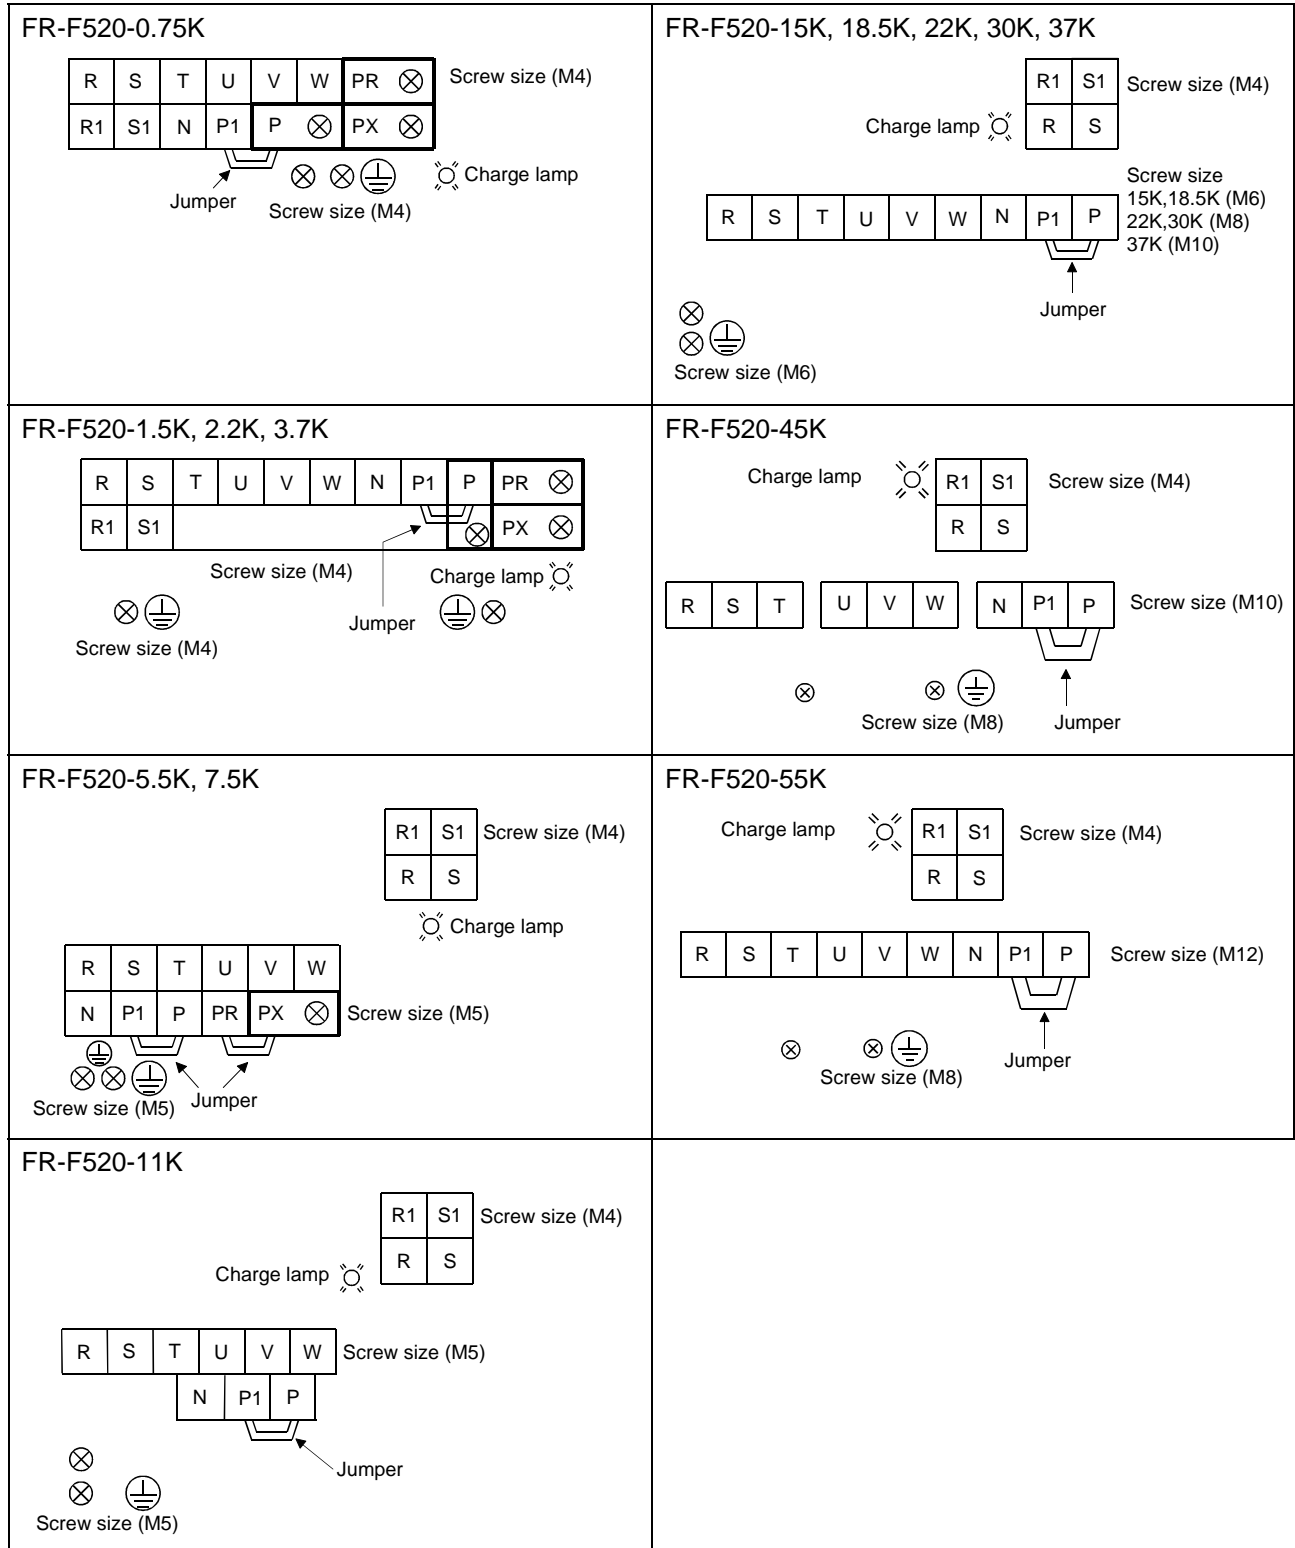 FR-F520-0.75K
R S T U V W PR
Screw size (M4)
R1 S1 N P1 P PX
Jumper
Charge lamp
Screw size (M4)
FR-F520-1.5K, 2.2K, 3.7K
R S T U V W N P1 P PR
R1 S1 PX
Screw size (M4)
Charge lamp
Jumper
Screw size (M4)
FR-F520-5.5K, 7.5K
R1 S1
Screw size (M4)
R S
Charge lamp
R S T U V W
N P1 P PR PX
Screw size (M5)
Screw size (M5)
Jumper
FR-F520-11K
R1 S1
Screw size (M4)
R S
Charge lamp
R S T U V W
Screw size (M5)
N P1 P
Jumper
Screw size (M5)
FR-F520-15K, 18.5K, 22K, 30K, 37K
R1 S1
Screw size (M4)
Charge lamp
R S
Screw size
15K,18.5K (M6)
22K,30K (M8)
37K (M10)
R S T U V W N P1 P
Jumper
Screw size (M6)
FR-F520-45K
Charge lamp
R1 S1
Screw size (M4)
R S
R S T U V W N P1 P
Screw size (M10)
Screw size (M8)
Jumper
FR-F520-55K
Charge lamp
R1 S1
Screw size (M4)
R S
R S T U V W N P1 P
Screw size (M12)
Jumper
Screw size (M8)